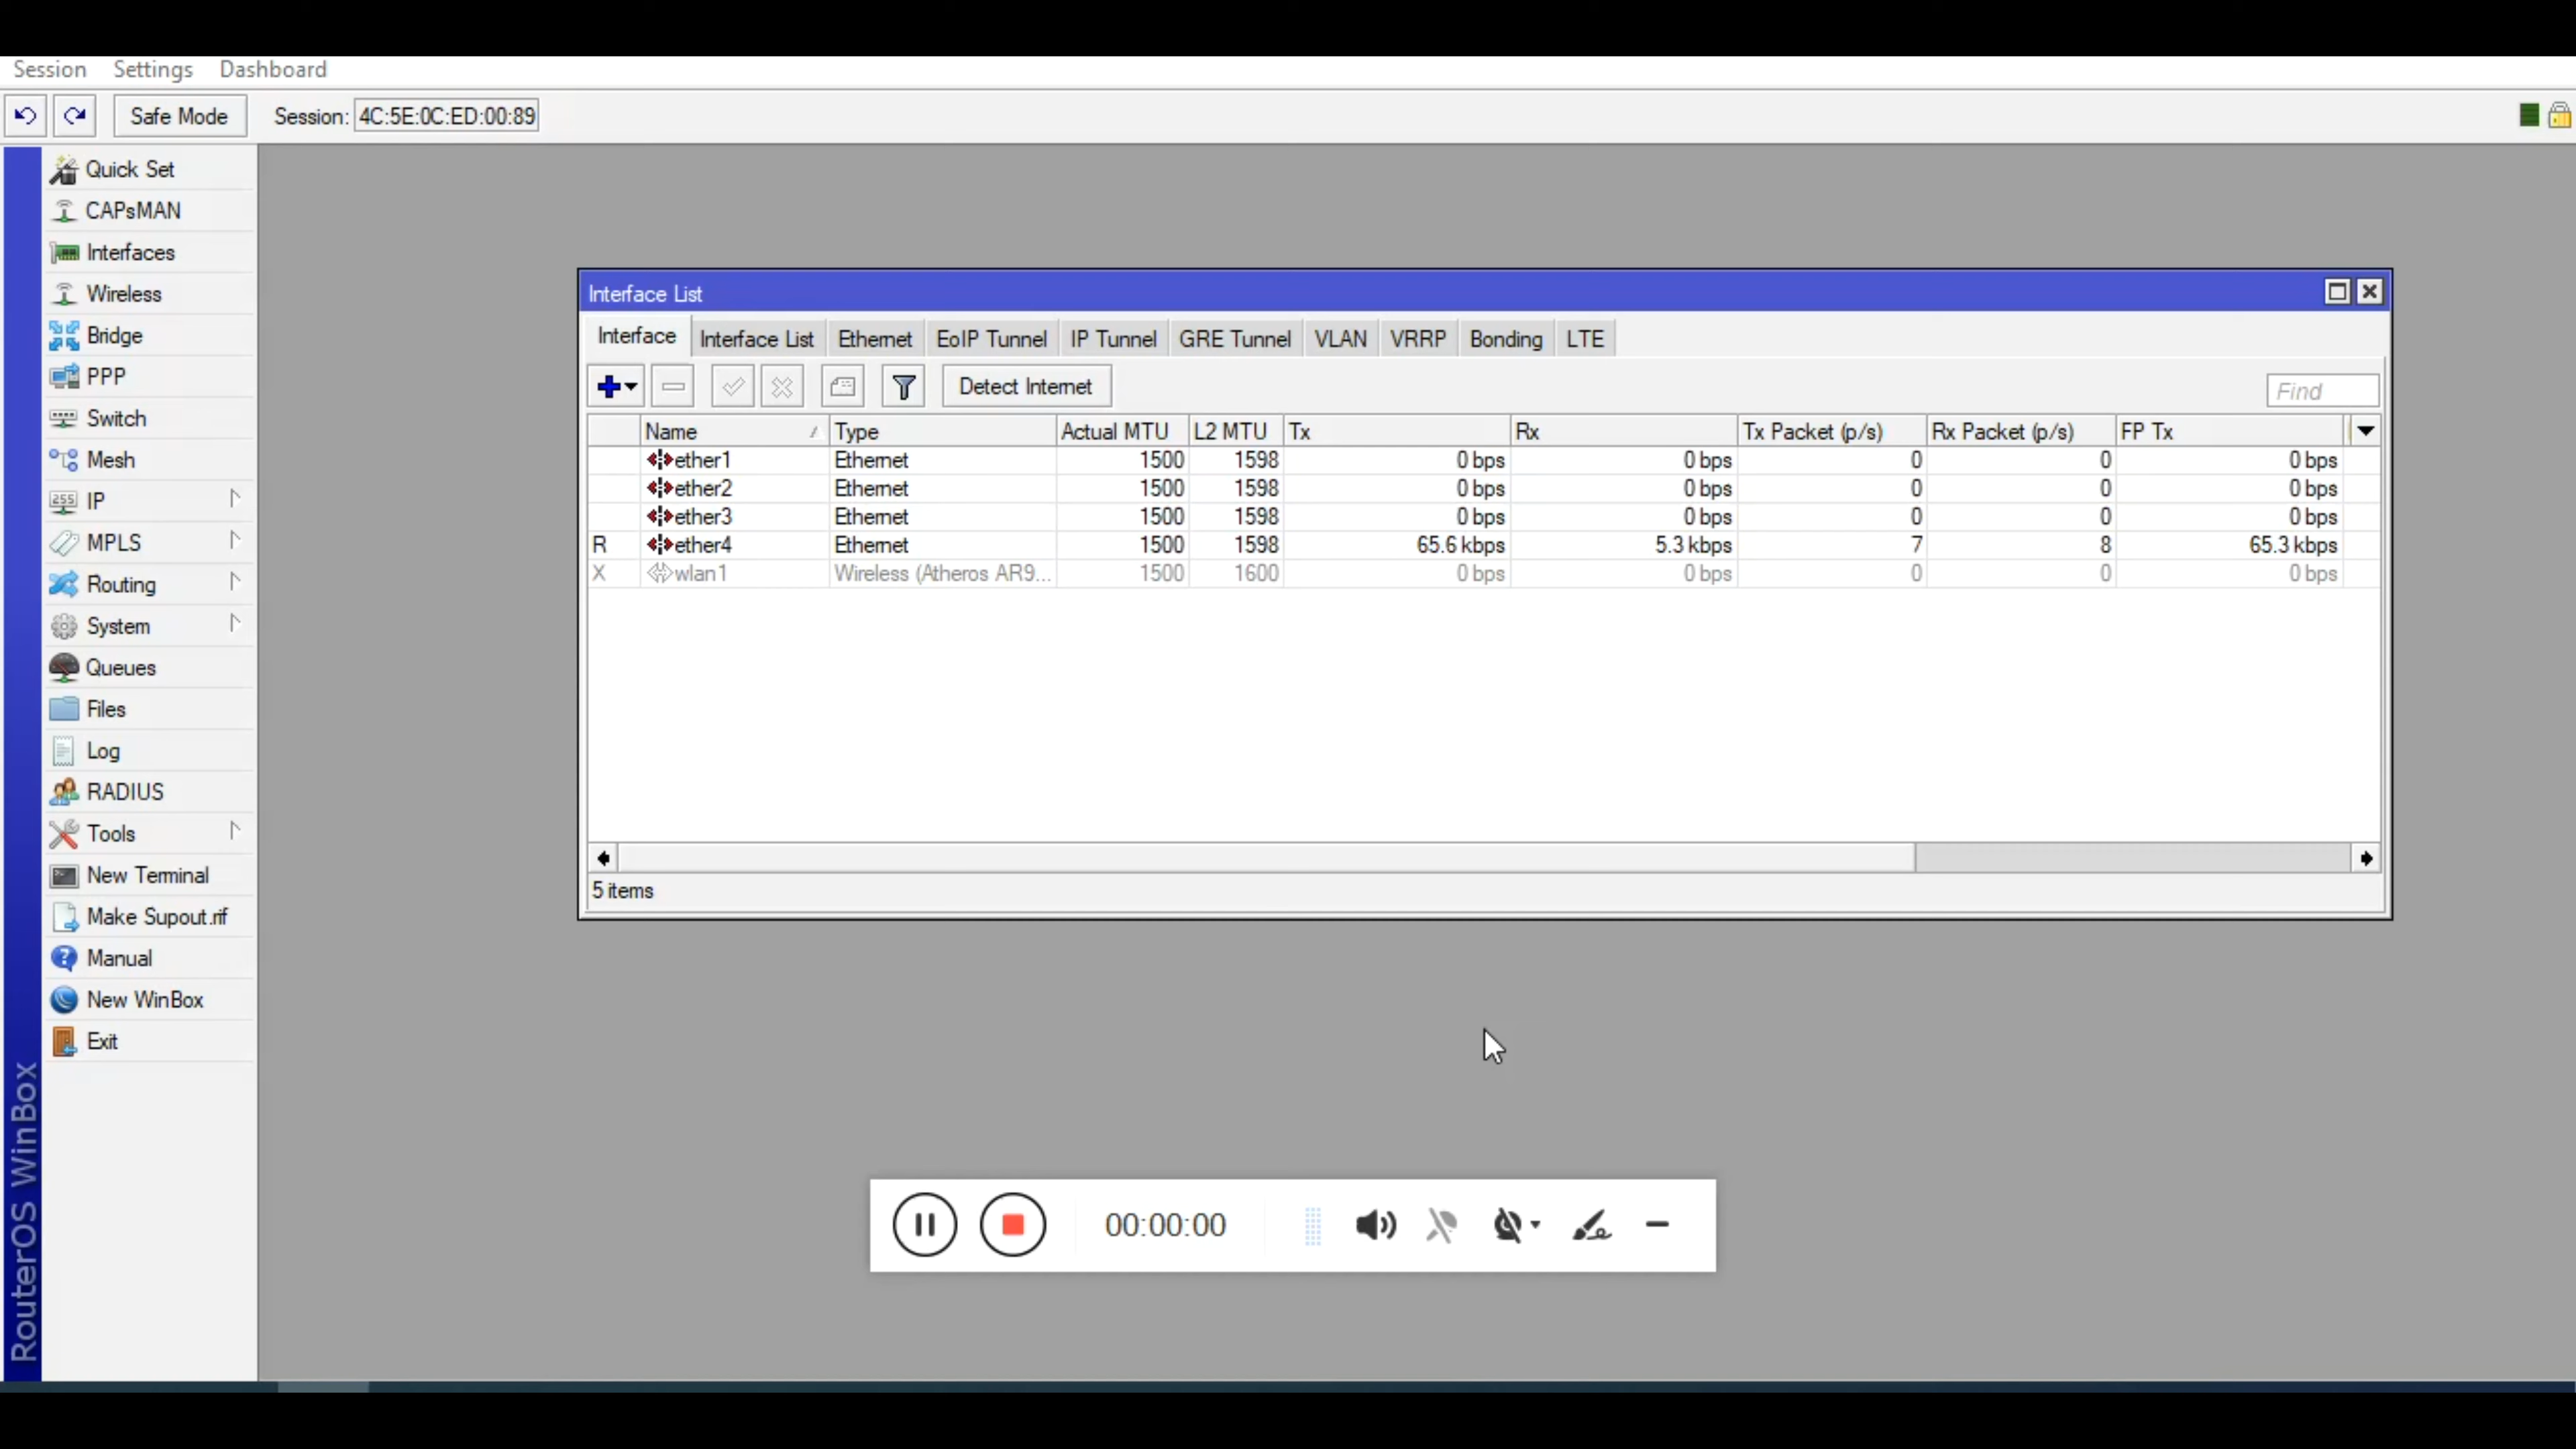 Session Settings Dashboard
Safe Mode Session: 4C:5E:0C:ED:00:89
Quick Set
CAPsMAN
Interfaces
Wireless
Bridge
PPP
Switch
Mesh
255 IP
MPLS
Routing
System
Queues
Files
Log
RADIUS
Tools
New Terminal
Make Supout.rif
Manual
New WinBox
Exit
RouterOS WinBox
Interface List
Interface Interface List Ethernet EoIP Tunnel IP Tunnel GRE Tunnel VLAN VRRP Bonding LTE
Detect Internet Find
Name Type Actual MTU L2 MTU Tx Rx Tx Packet (p/s) Rx Packet (p/s) FP Tx
ether1 Ethernet 1500 1598 0 bps 0 bps 0 0 0 bps
ether2 Ethernet 1500 1598 0 bps 0 bps 0 0 0 bps
ether3 Ethernet 1500 1598 0 bps 0 bps 0 0 0 bps
R ether4 Ethernet 1500 1598 65.6 kbps 5.3 kbps 7 8 65.3 kbps
X wlan1 Wireless (Atheros AR9... 1500 1600 0 bps 0 bps 0 0 0 bps
5 items
00:00:00